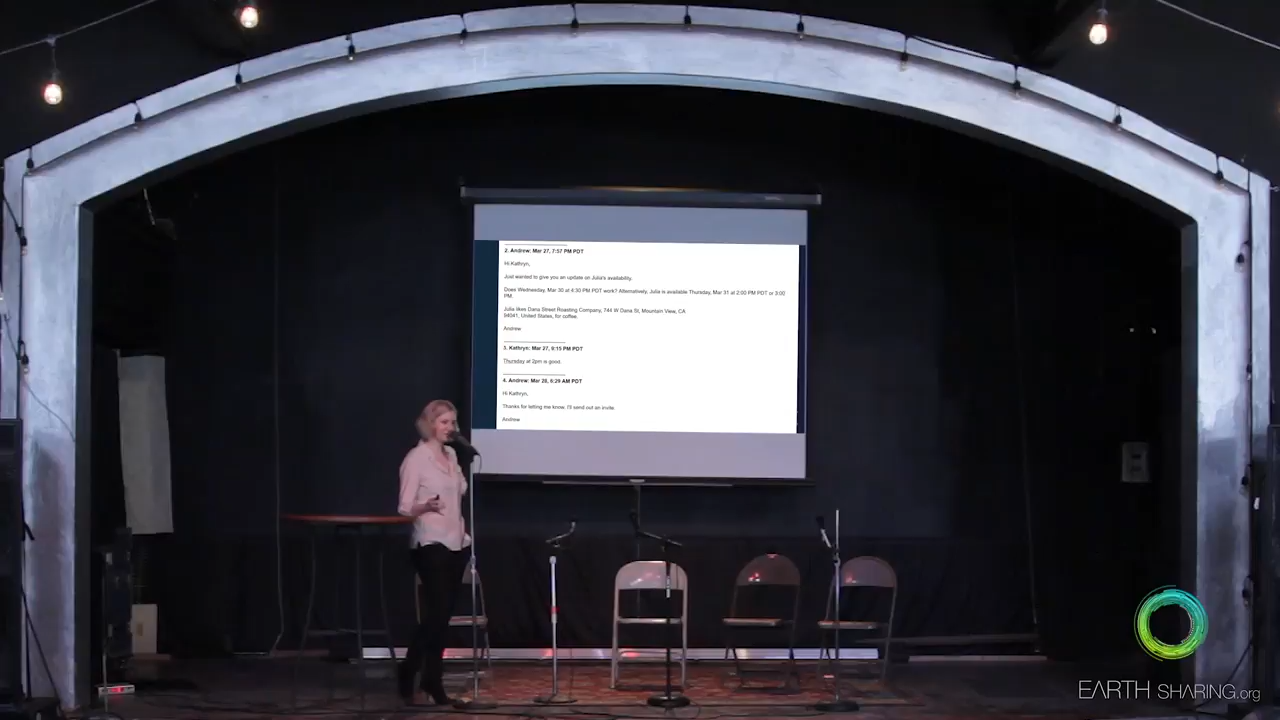 2. Andrew: Mar 27, 7:57 PM PDT
Hi Kathryn,
Just wanted to give you an update on Julia's availability.
Does Wednesday, Mar 30 at 4:30 PM PDT work? Alternatively, Julia is available Thursday, Mar 31 at 2:00 PM PDT or 3:00
PM.
Julia likes Dana Street Roasting Company, 744 W Dana St, Mountain View, CA
94041, United States, for coffee.
Andrew
3. Kathryn: Mar 27, 9:15 PM PDT
Thursday at 2pm is good.
4. Andrew: Mar 28, 6:29 AM PDT
Hi Kathryn,
Thanks for letting me know. I'll send out an invite.
Andrew
EARTH SHARING.org